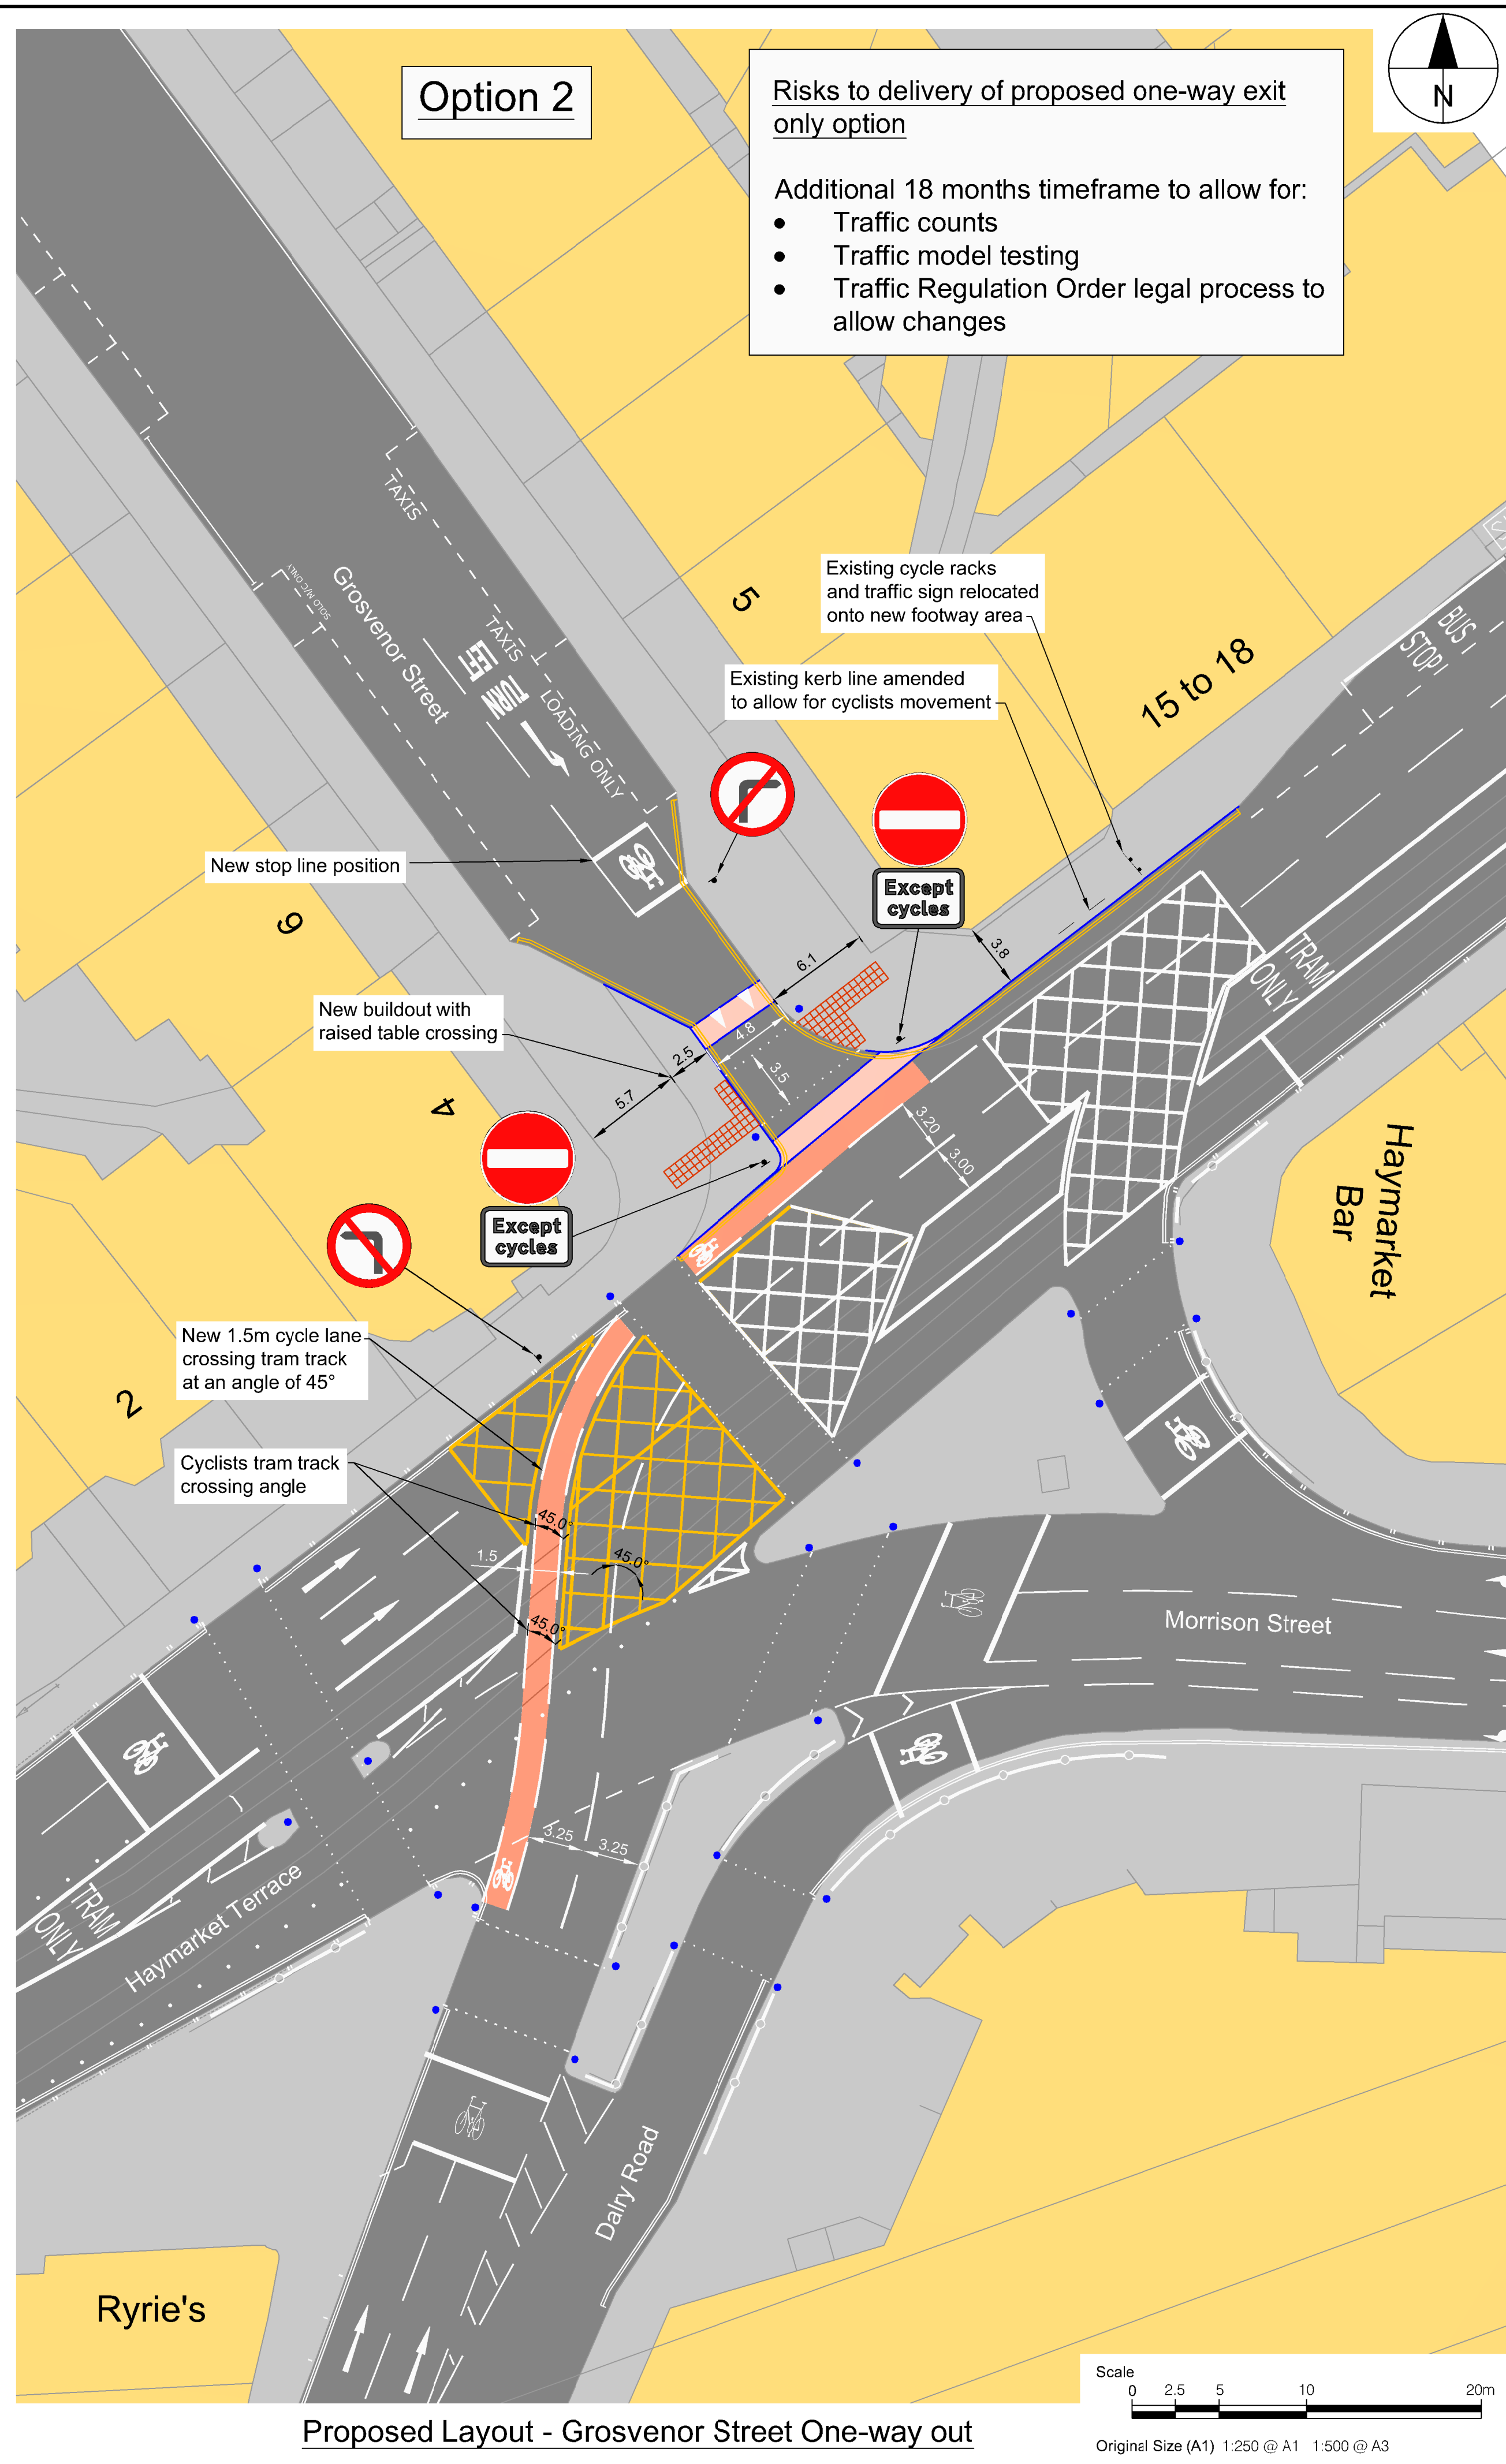 Option 2
Risks to delivery of proposed one-way exit
only option
Additional 18 months timeframe to allow for:
• Traffic counts
• Traffic model testing
• Traffic Regulation Order legal process to
allow changes
N
TAXIS
SOLO M/C ONLY
Grosvenor Street
TAXIS
LEFT
TURN
LOADING ONLY
5
Existing cycle racks
and traffic sign relocated
onto new footway area
Existing kerb line amended
to allow for cyclists movement
15 to 18
BUS
STOP
New stop line position
Except
cycles
6
6.1
3.8
TRAM
ONLY
New buildout with
raised table crossing
4.8
2.5
3.5
5.7
4
3.20
3.00
Except
cycles
Haymarket
Bar
New 1.5m cycle lane
crossing tram track
at an angle of 45°
2
Cyclists tram track
crossing angle
45.0°
1.5
45.0°
45.0°
Morrison Street
3.25
3.25
TRAM
ONLY
Haymarket Terrace
Dalry Road
Ryrie's
Scale
0 2.5 5 10 20m
Original Size (A1) 1:250 @ A1 1:500 @ A3
Proposed Layout - Grosvenor Street One-way out